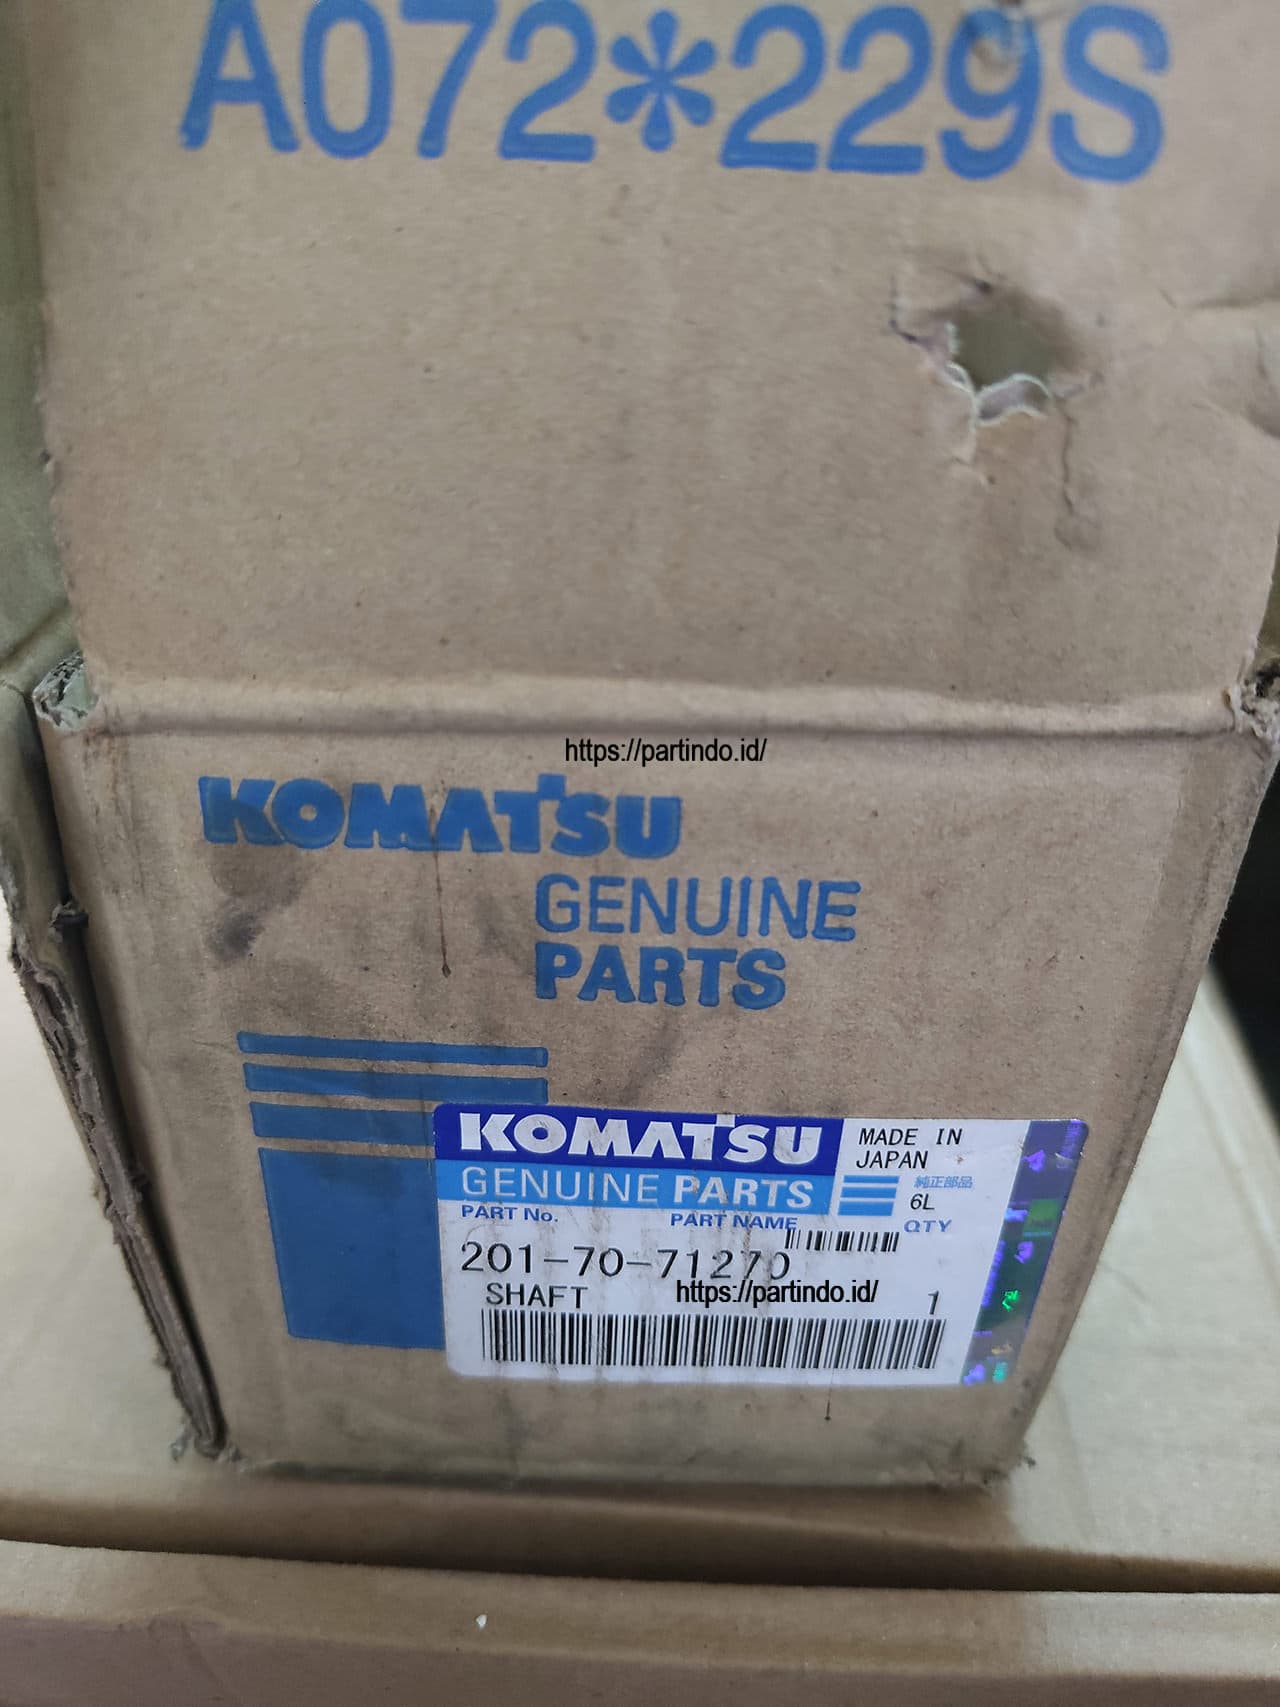 A072*229S
https://partindo.id/
KOMATSU
GENUINE
PARTS
KOMATSU
MADE IN
JAPAN
GENUINE PARTS
純正部品
6L
PART No.
PART NAME
QTY
201-70-71270
SHAFT
https://partindo.id/
1